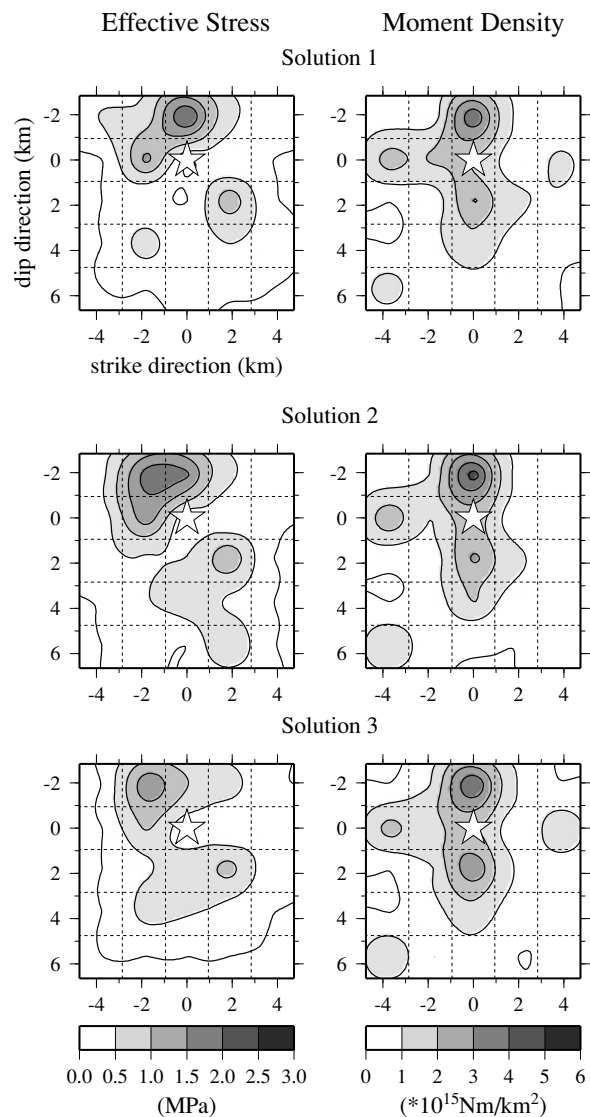 Effective Stress Moment Density
Solution 1
dip direction (km)
-2 -2
0 0
2 2
4 4
6 6
-4 -2 0 2 4 -4 -2 0 2 4
strike direction (km)
Solution 2
-2 -2
0 0
2 2
4 4
6 6
-4 -2 0 2 4 -4 -2 0 2 4
Solution 3
-2 -2
0 0
2 2
4 4
6 6
-4 -2 0 2 4 -4 -2 0 2 4
0.0 0.5 1.0 1.5 2.0 2.5 3.0 0 1 2 3 4 5 6
(MPa) (*10¹⁵Nm/km²)